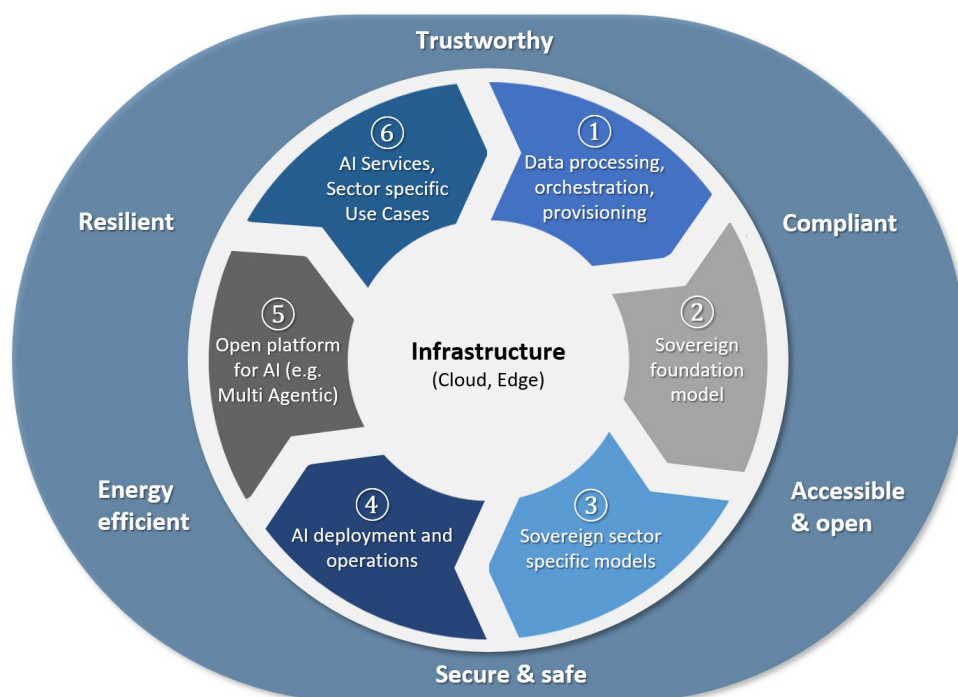 Trustworthy
Resilient
Compliant
Energy
efficient
Accessible
& open
Secure & safe
①
Data processing,
orchestration,
provisioning
②
Sovereign
foundation
model
③
Sovereign sector
specific models
④
AI deployment and
operations
⑤
Open platform
for AI (e.g.
Multi Agentic)
⑥
AI Services,
Sector specific
Use Cases
Infrastructure
(Cloud, Edge)